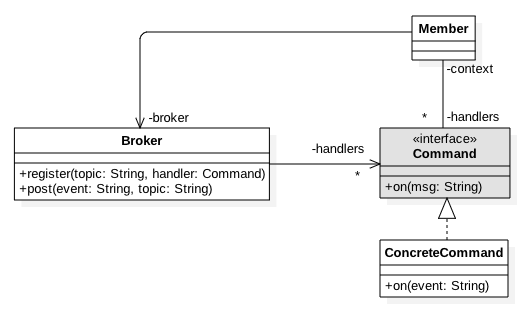 Member
-context
-broker
* -handlers
Broker
-handlers
*
+register(topic: String, handler: Command)
+post(event: String, topic: String)
«interface»
Command
+on(msg: String)
ConcreteCommand
+on(event: String)